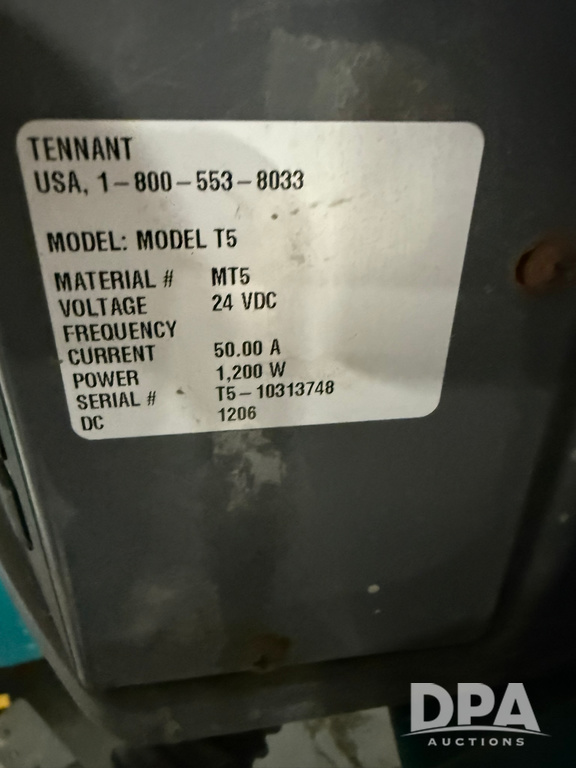 TENNANT
USA, 1-800-553-8033
MODEL: MODEL T5
MATERIAL # MT5
VOLTAGE 24 VDC
FREQUENCY
CURRENT 50.00 A
POWER 1,200 W
SERIAL # T5-10313748
DC 1206
DPA
AUCTIONS